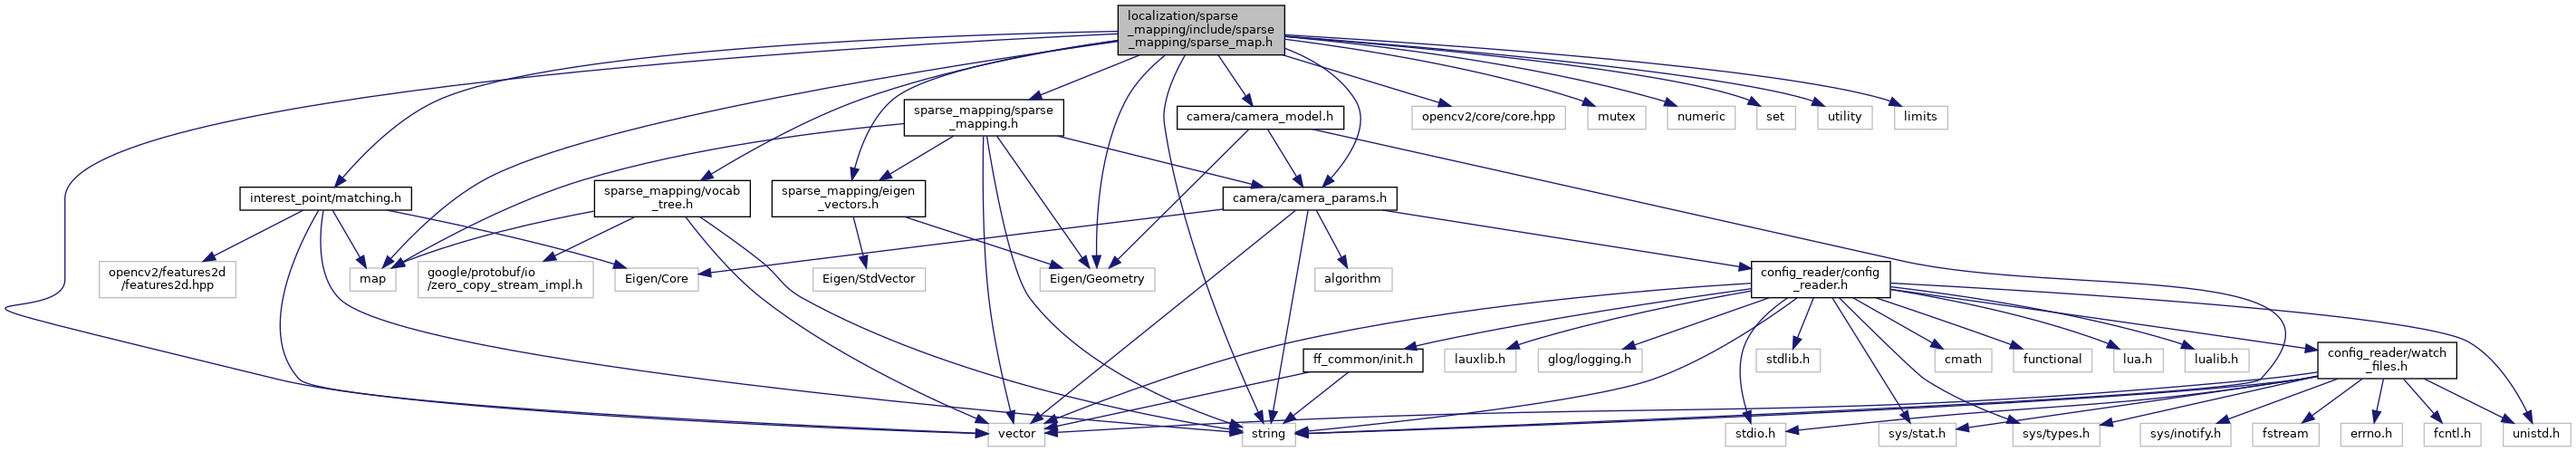 localization/sparse
_mapping/include/sparse
_mapping/sparse_map.h
sparse_mapping/sparse
_mapping.h
camera/camera_model.h
opencv2/core/core.hpp
mutex
numeric
set
utility
limits
interest_point/matching.h
sparse_mapping/vocab
_tree.h
sparse_mapping/eigen
_vectors.h
camera/camera_params.h
opencv2/features2d
/features2d.hpp
map
google/protobuf/io
/zero_copy_stream_impl.h
Eigen/Core
Eigen/StdVector
Eigen/Geometry
algorithm
config_reader/config
_reader.h
ff_common/init.h
lauxlib.h
glog/logging.h
stdlib.h
cmath
functional
lua.h
lualib.h
config_reader/watch
_files.h
vector
string
stdio.h
sys/stat.h
sys/types.h
sys/inotify.h
fstream
errno.h
fcntl.h
unistd.h